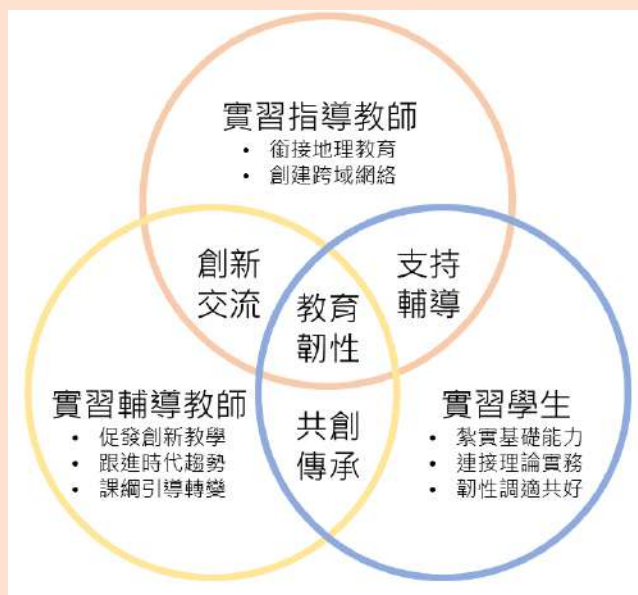 實習指導教師
• 銜接地理教育
• 創建跨域網絡
創新
交流
支持
輔導
教育
韌性
實習輔導教師
• 促發創新教學
• 跟進時代趨勢
• 課綱引導轉變
共創
傳承
實習學生
• 紮實基礎能力
• 連接理論實務
• 韌性調適共好